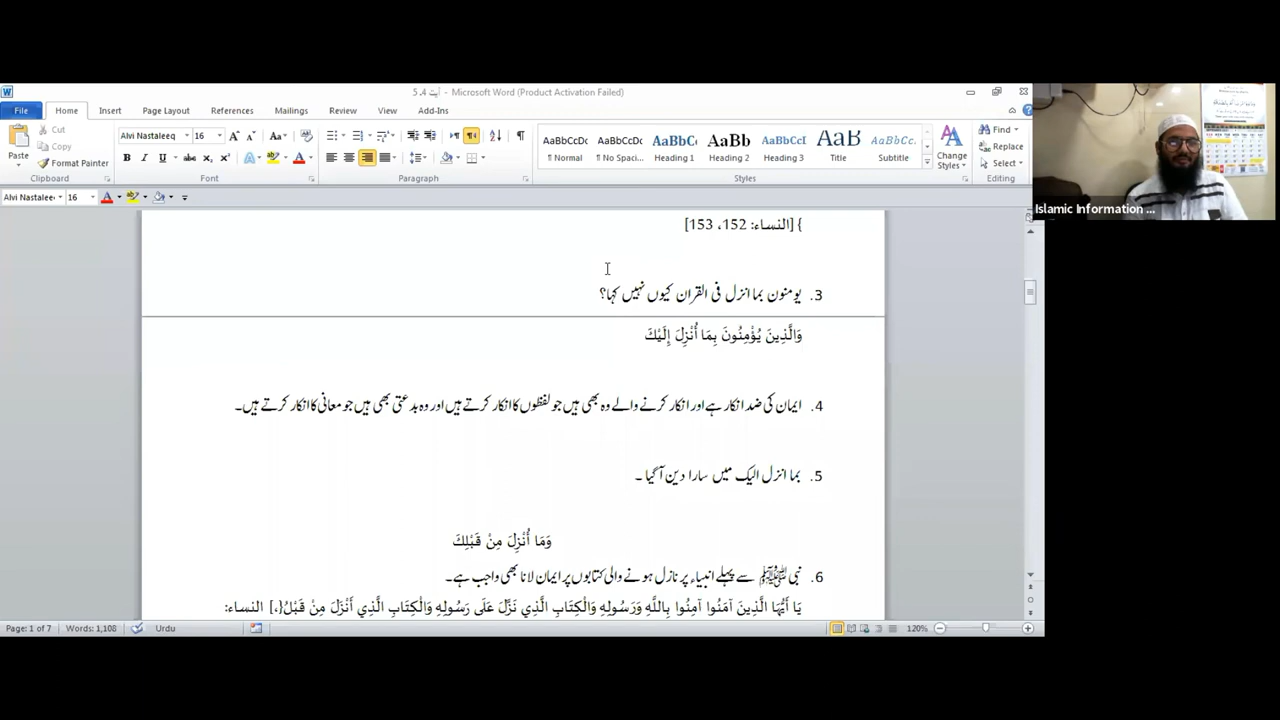 آیت 4، 5 - Microsoft Word (Product Activation Failed)
File Home Insert Page Layout References Mailings Review View Add-Ins
Paste
Cut
Copy
Format Painter
Clipboard
Alvi Nastaleeq 16
Font
Paragraph
AaBbCcDc AaBbCcDc AaBbC AaBb AaBbCcI AaB AaBbCc.
¶ Normal ¶ No Spaci... Heading 1 Heading 2 Heading 3 Title Subtitle
Styles
Change Styles
Find
Replace
Select
Editing
Alvi Nastalee 16
Islamic Information ...
} [النساء: 152، 153]
3. یومنون بما انزل فی القران کیوں نہیں کہا؟
وَالَّذِينَ يُؤْمِنُونَ بِمَا أُنْزِلَ إِلَيْكَ
4. ایمان کی ضد انکار ہے اور انکار کرنے والے وہ بھی ہیں جو لفظوں کا انکار کرتے ہیں اور وہ بدعتی بھی ہیں جو معانی کا انکار کرتے ہیں۔
5. بما انزل الیک میں سارا دین آگیا ۔
وَمَا أُنْزِلَ مِنْ قَبْلِكَ
6. نبی ﷺ سے پہلے انبیاء پر نازل ہونے والی کتابوں پر ایمان لانا بھی واجب ہے۔
يَا أَيُّهَا الَّذِينَ آمَنُوا آمِنُوا بِاللَّهِ وَرَسُولِهِ وَالْكِتَابِ الَّذِي نَزَّلَ عَلَى رَسُولِهِ وَالْكِتَابِ الَّذِي أَنْزَلَ مِنْ قَبْلُ{،] النساء:
Page: 1 of 7 Words: 1,108 Urdu 120%